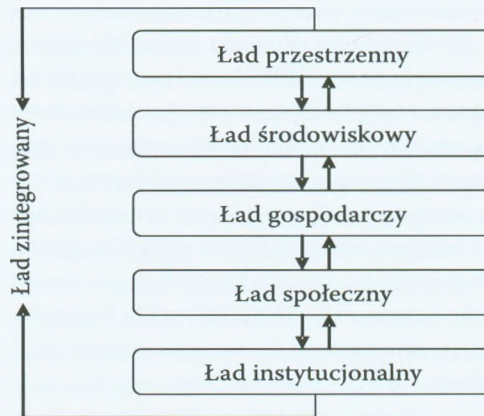 Ład zintegrowany
Ład przestrzenny
Ład środowiskowy
Ład gospodarczy
Ład społeczny
Ład instytucjonalny